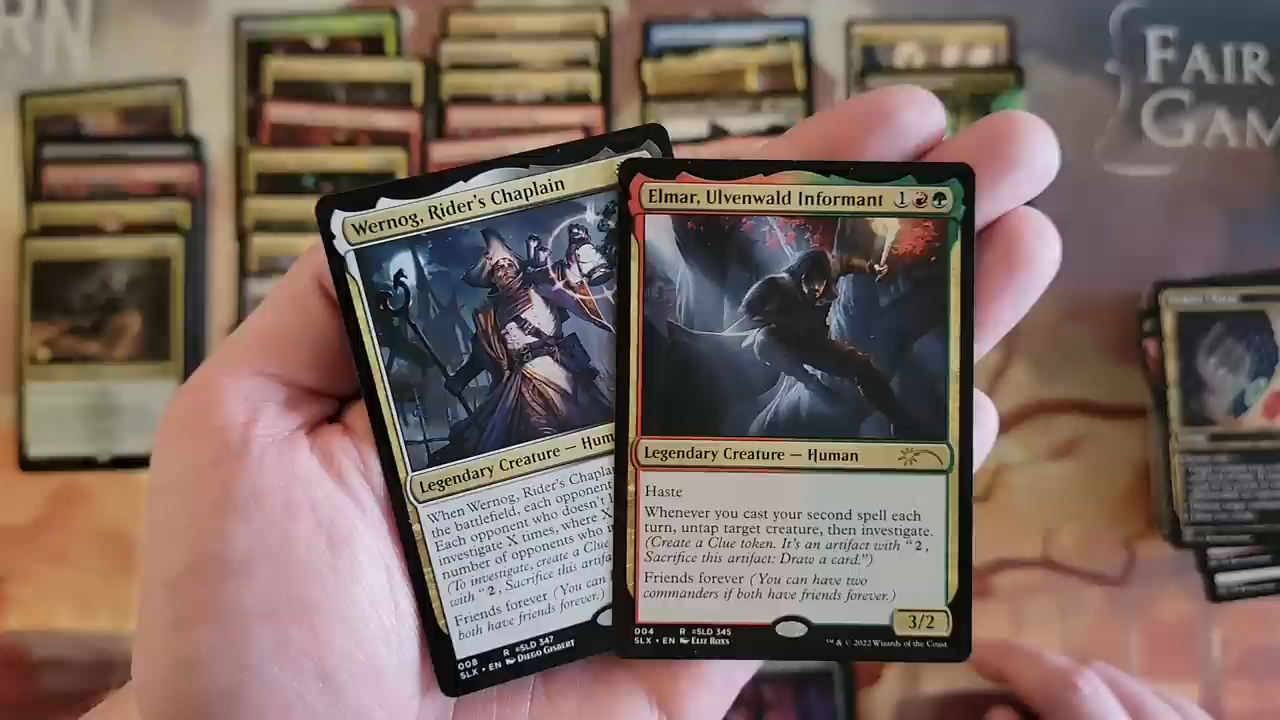 RN
FAIR
GAM
Wernog, Rider's Chaplain
Legendary Creature — Hum
When Wernog, Rider's Chapla
the battlefield, each opponent
Each opponent who doesn't
investigate X times, where X
number of opponents who
(To investigate, create a Clue
with "2, Sacrifice this artifa
Friends forever (You can
both have friends forever.)
008 R ≡SLD 347
SLX • EN Diego Gisbert
Elmar, Ulvenwald Informant 1
Legendary Creature — Human
Haste
Whenever you cast your second spell each
turn, untap target creature, then investigate.
(Create a Clue token. It's an artifact with "2,
Sacrifice this artifact: Draw a card.")
Friends forever (You can have two
commanders if both have friends forever.)
3/2
004 R ≡SLD 345
SLX • EN Eliz Roxs
™ & © 2022 Wizards of the Coast